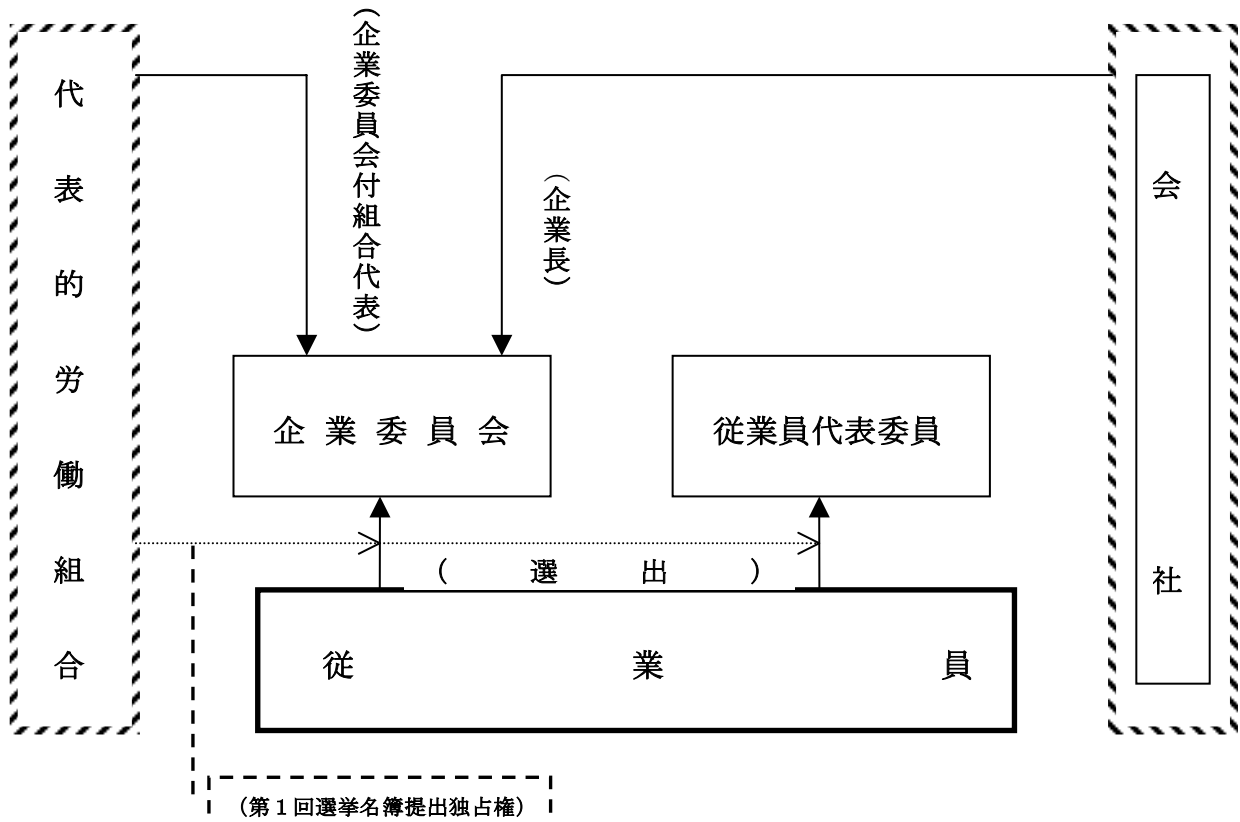 代表的労働組合
（企業委員会付組合代表）
（企業長）
会社
企業委員会
従業員代表委員
（選出）
従業員
（第１回選挙名簿提出独占権）